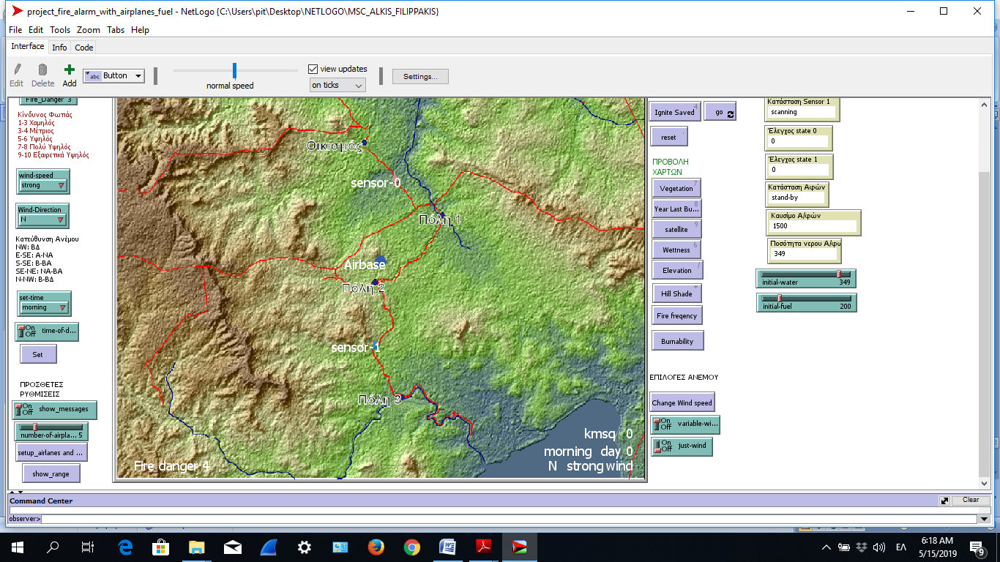 project_fire_alarm_with_airplanes_fuel - NetLogo {C:\Users\pit\Desktop\NETLOGO\MSC_ALKIS_FILIPPAKIS}
File Edit Tools Zoom Tabs Help
Interface Info Code
Edit Delete Add abc Button normal speed view updates on ticks Settings...
Fire_Danger 3
Κίνδυνος Φωτιάς
1-3 Χαμηλός
3-4 Μέτριος
5-6 Υψηλός
7-8 Πολύ Υψηλός
9-10 Εξαιρετικά Υψηλός
wind-speed
strong
Wind-Direction
N
Κατεύθυνση Ανέμου
NW: ΒΔ
E-SE: Α-ΝΑ
S-SE: Β-ΒΑ
SE-NE: ΝΑ-ΒΑ
N-NW: Β-ΒΔ
set-time
morning
On
Off
time-of-d...
Set
ΠΡΟΣΘΕΤΕΣ
ΡΥΘΜΙΣΕΙΣ
On
Off
show_messages
number-of-airpla... 5
setup_airlanes and ...
show_range
Οικισμός
sensor-0
Πόλη 1
Airbase
Πόλη 2
sensor-1
Πόλη 3
kmsq 0
morning day 0
Fire danger 4
N strong wind
Ignite Saved 4
go
reset
ΠΡΟΒΟΛΗ
ΧΑΡΤΩΝ
Vegetation 7
Year Last Bu... 8
satellite 9
Wettness 6
Elevation /
Hill Shade *
Fire freqency
Burnability
ΕΠΙΛΟΓΕΣ ΑΝΕΜΟΥ
Change Wind speed
On
Off
variable-wi...
On
Off
just-wind
Κατάσταση Sensor 1
scanning
Έλεγχος state 0
0
Έλεγχος state 1
0
Κατάσταση Αφών
stand-by
Καυσίμο Α/φών
1500
Ποσότητα νερου Α/φω
349
initial-water 349
initial-fuel 200
Command Center
Clear
observer>
ΕΛ
6:18 AM
5/15/2019
9